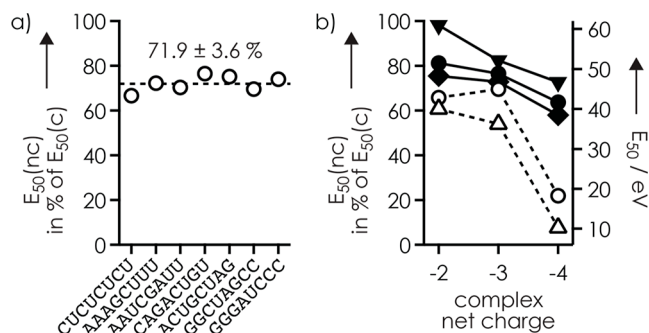 a)
E50(nc)
in % of E50(c)
100
80
60
40
20
0
71.9 ± 3.6 %
CUCUCUCU
AAAGCUUU
AAUCGAUU
CAGACUGU
ACUGCUAG
GGCUAGCC
GGGAUCCC
b)
E50(nc)
in % of E50(c)
100
80
60
40
20
0
60
50
40
30
20
10
E50 / eV
-2 -3 -4
complex
net charge